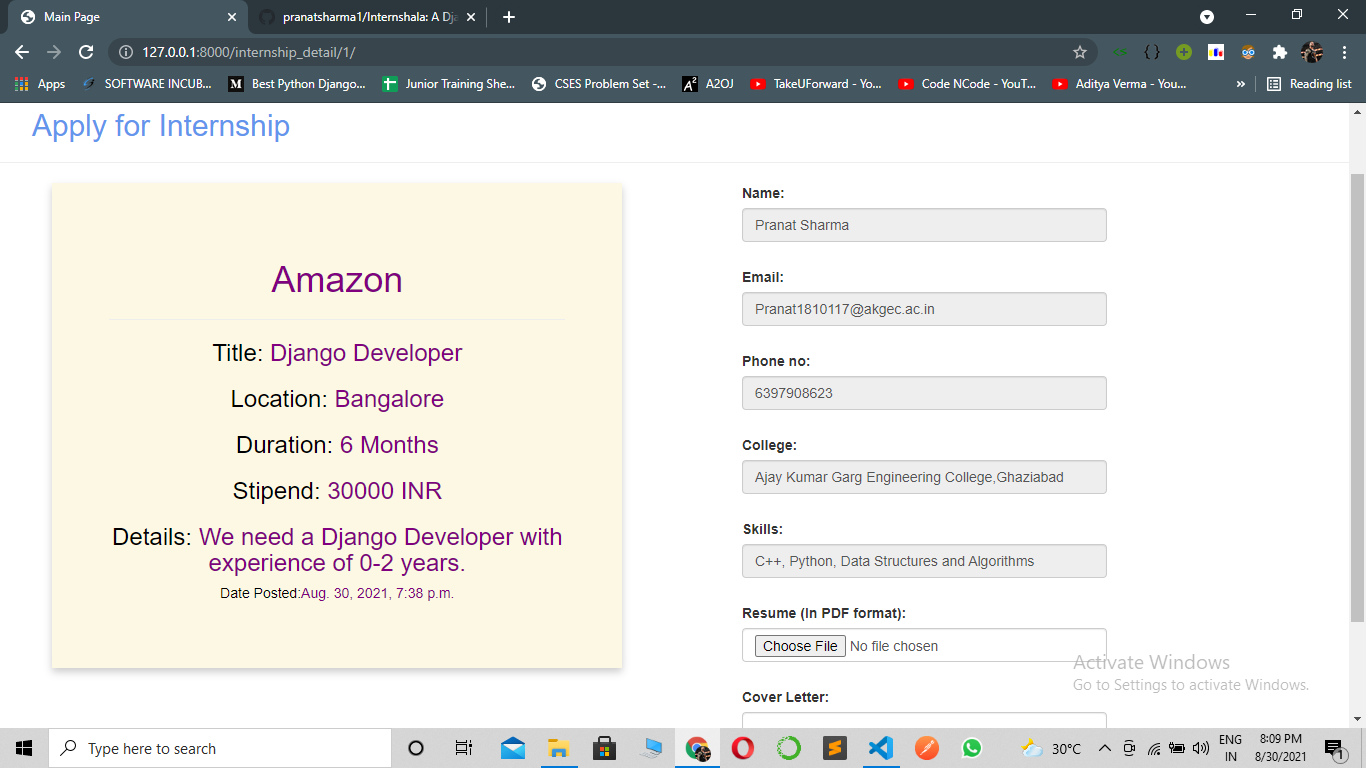 Main Page
pranatsharma1/Internshala: A Dja
127.0.0.1:8000/internship_detail/1/
Apps
SOFTWARE INCUB...
Best Python Django...
Junior Training She...
CSES Problem Set -...
A2OJ
TakeUForward - Yo...
Code NCode - YouT...
Aditya Verma - You...
Reading list
Apply for Internship
Amazon
Title: Django Developer
Location: Bangalore
Duration: 6 Months
Stipend: 30000 INR
Details: We need a Django Developer with
experience of 0-2 years.
Date Posted:Aug. 30, 2021, 7:38 p.m.
Name:
Pranat Sharma
Email:
Pranat1810117@akgec.ac.in
Phone no:
6397908623
College:
Ajay Kumar Garg Engineering College,Ghaziabad
Skills:
C++, Python, Data Structures and Algorithms
Resume (In PDF format):
Choose File No file chosen
Cover Letter:
Activate Windows
Go to Settings to activate Windows.
Type here to search
30°C
ENG
IN
8:09 PM
8/30/2021
1